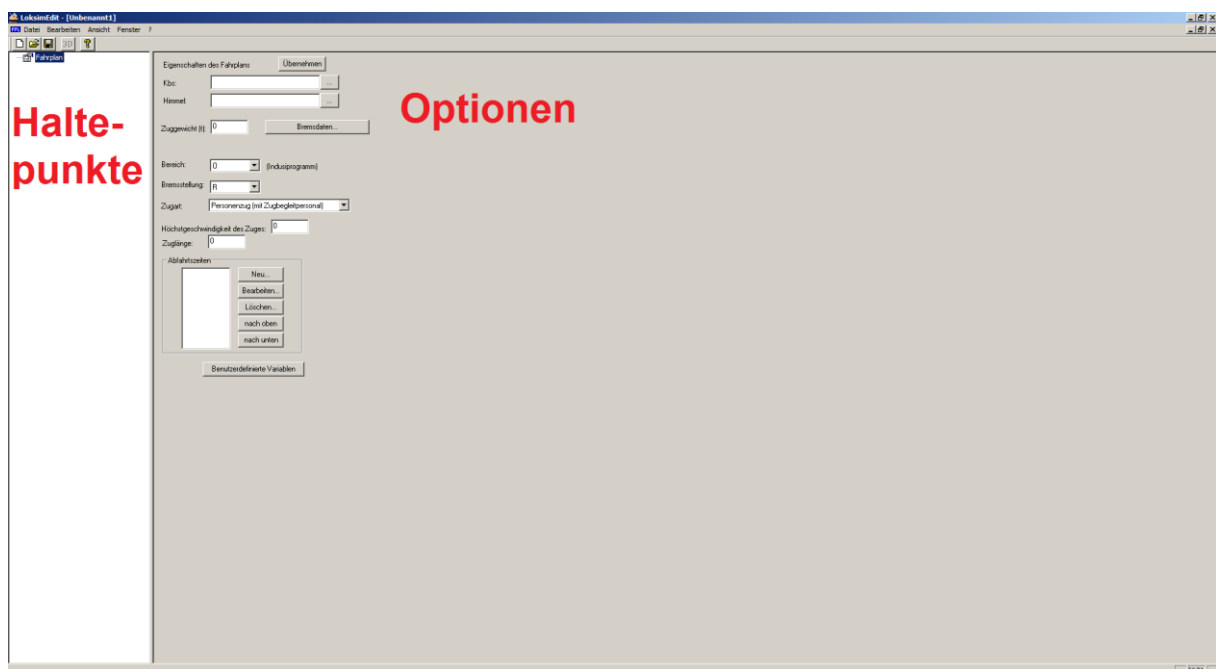 LoksimEdit - [Unbenannt1]
Datei Bearbeiten Ansicht Fenster ?
3D ?
Fahrplan
Halte-
punkte
Optionen
Eigenschaften des Fahrplans Übernehmen
Kbs: ...
Himmel: ...
Zuggewicht (t): 0 Bremsdaten...
Bereich: O (Indusiprogramm)
Bremsstellung: R
Zugart: Personenzug (mit Zugbegleitpersonal)
Höchstgeschwindigkeit des Zuges: 0
Zuglänge: 0
Abfahrtszeiten
Neu...
Bearbeiten...
Löschen...
nach oben
nach unten
Benutzerdefinierte Variablen